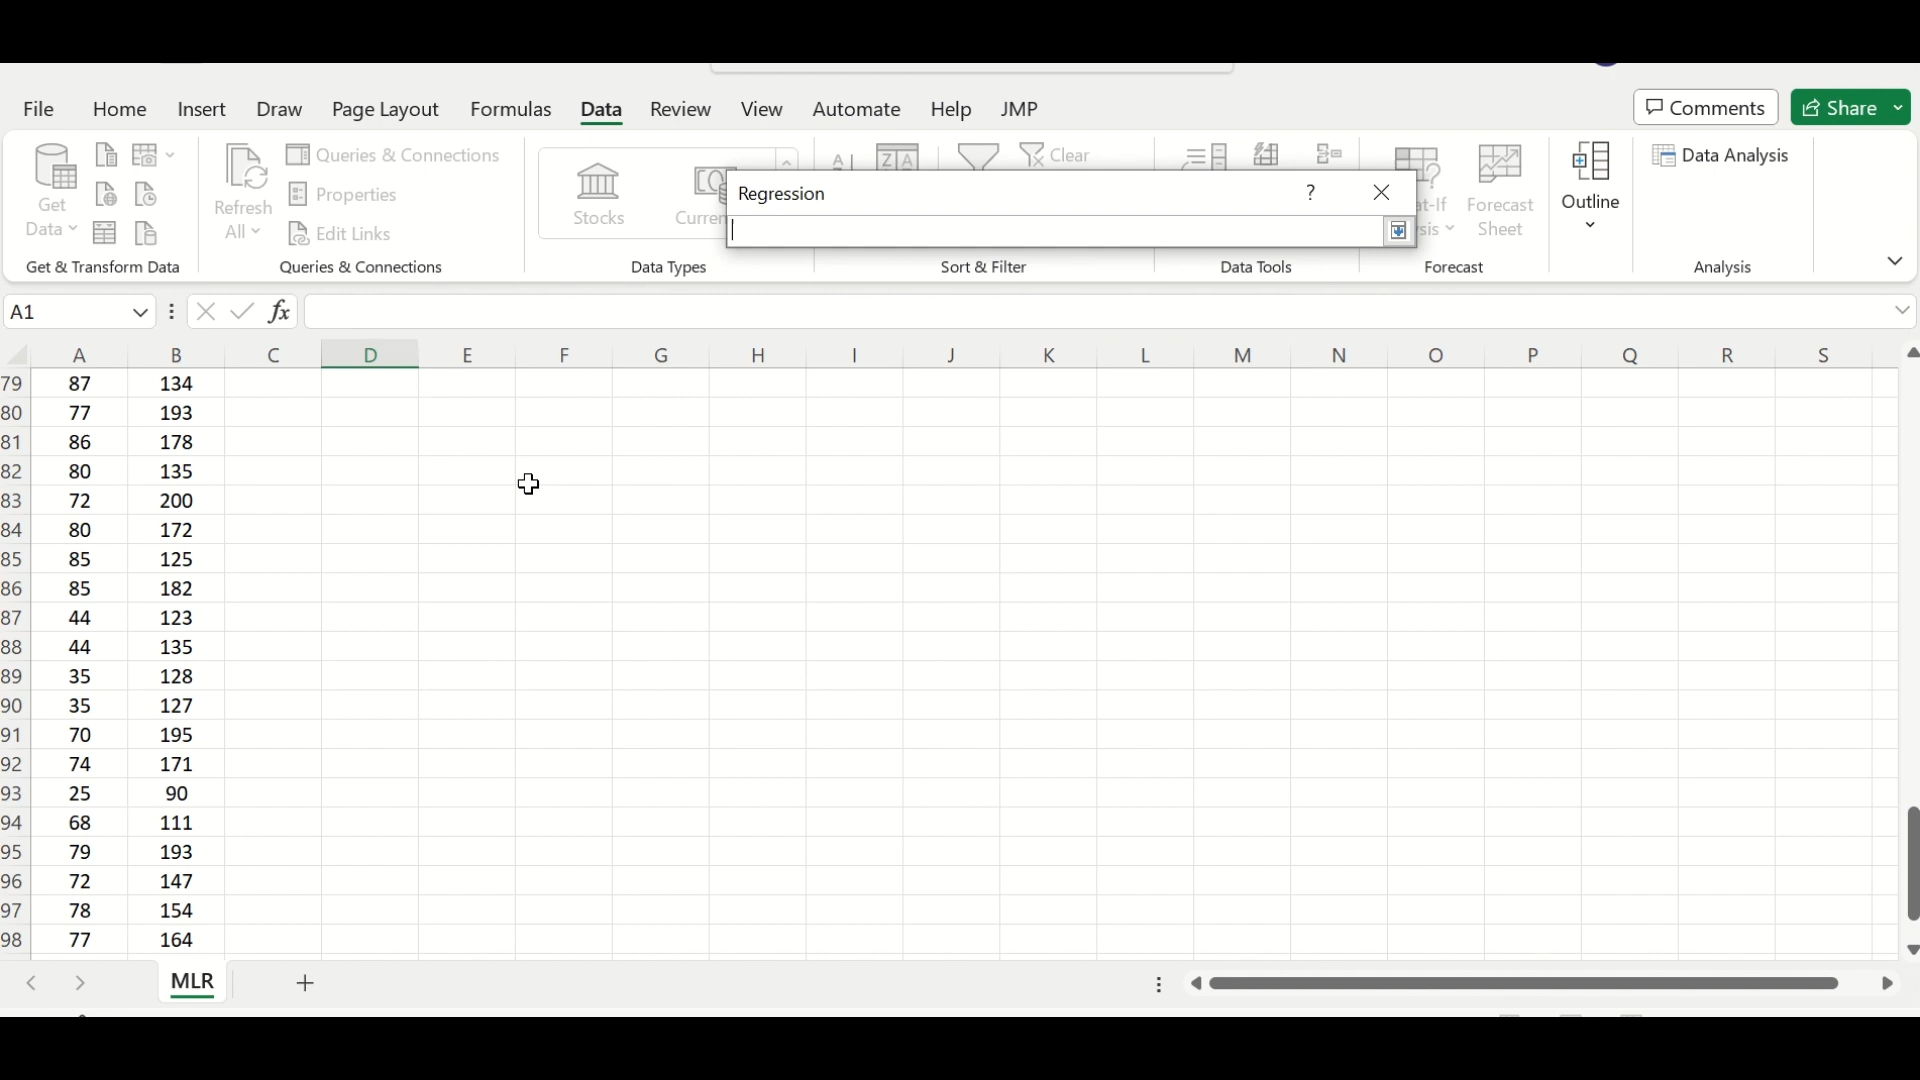 File Home Insert Draw Page Layout Formulas Data Review View Automate Help JMP Comments Share
Get Data
Refresh All
Queries & Connections
Properties
Edit Links
Stocks
Clear
Forecast Sheet
Outline
Data Analysis
Regression ?
Get & Transform Data Queries & Connections Data Types Sort & Filter Data Tools Forecast Analysis
A1 fx
A B C D E F G H I J K L M N O P Q R S
79 87 134
80 77 193
81 86 178
82 80 135
83 72 200
84 80 172
85 85 125
86 85 182
87 44 123
88 44 135
89 35 128
90 35 127
91 70 195
92 74 171
93 25 90
94 68 111
95 79 193
96 72 147
97 78 154
98 77 164
MLR